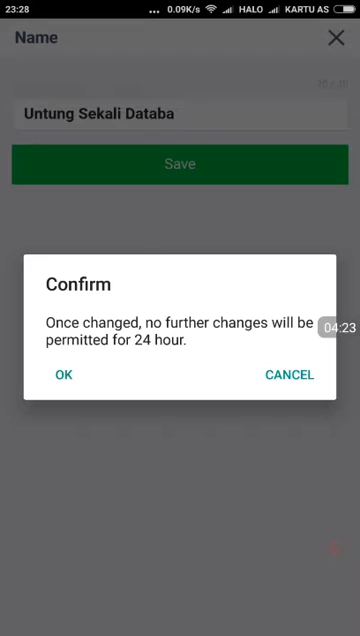 23:28 ... 0.09K/s HALO KARTU AS
Name
Untung Sekali Databa
Save
Confirm
Once changed, no further changes will be
permitted for 24 hour.
04:23
OK CANCEL